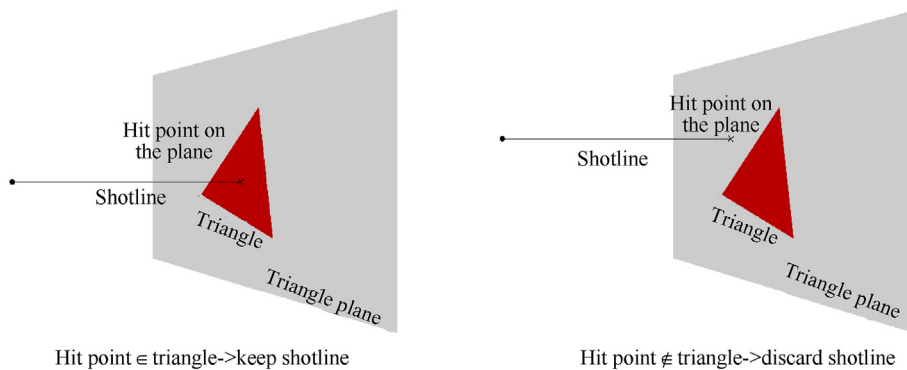 Hit point on
the plane
Shotline
Triangle
Triangle plane
Hit point ∈ triangle->keep shotline
Hit point on
the plane
Shotline
Triangle
Triangle plane
Hit point ∉ triangle->discard shotline